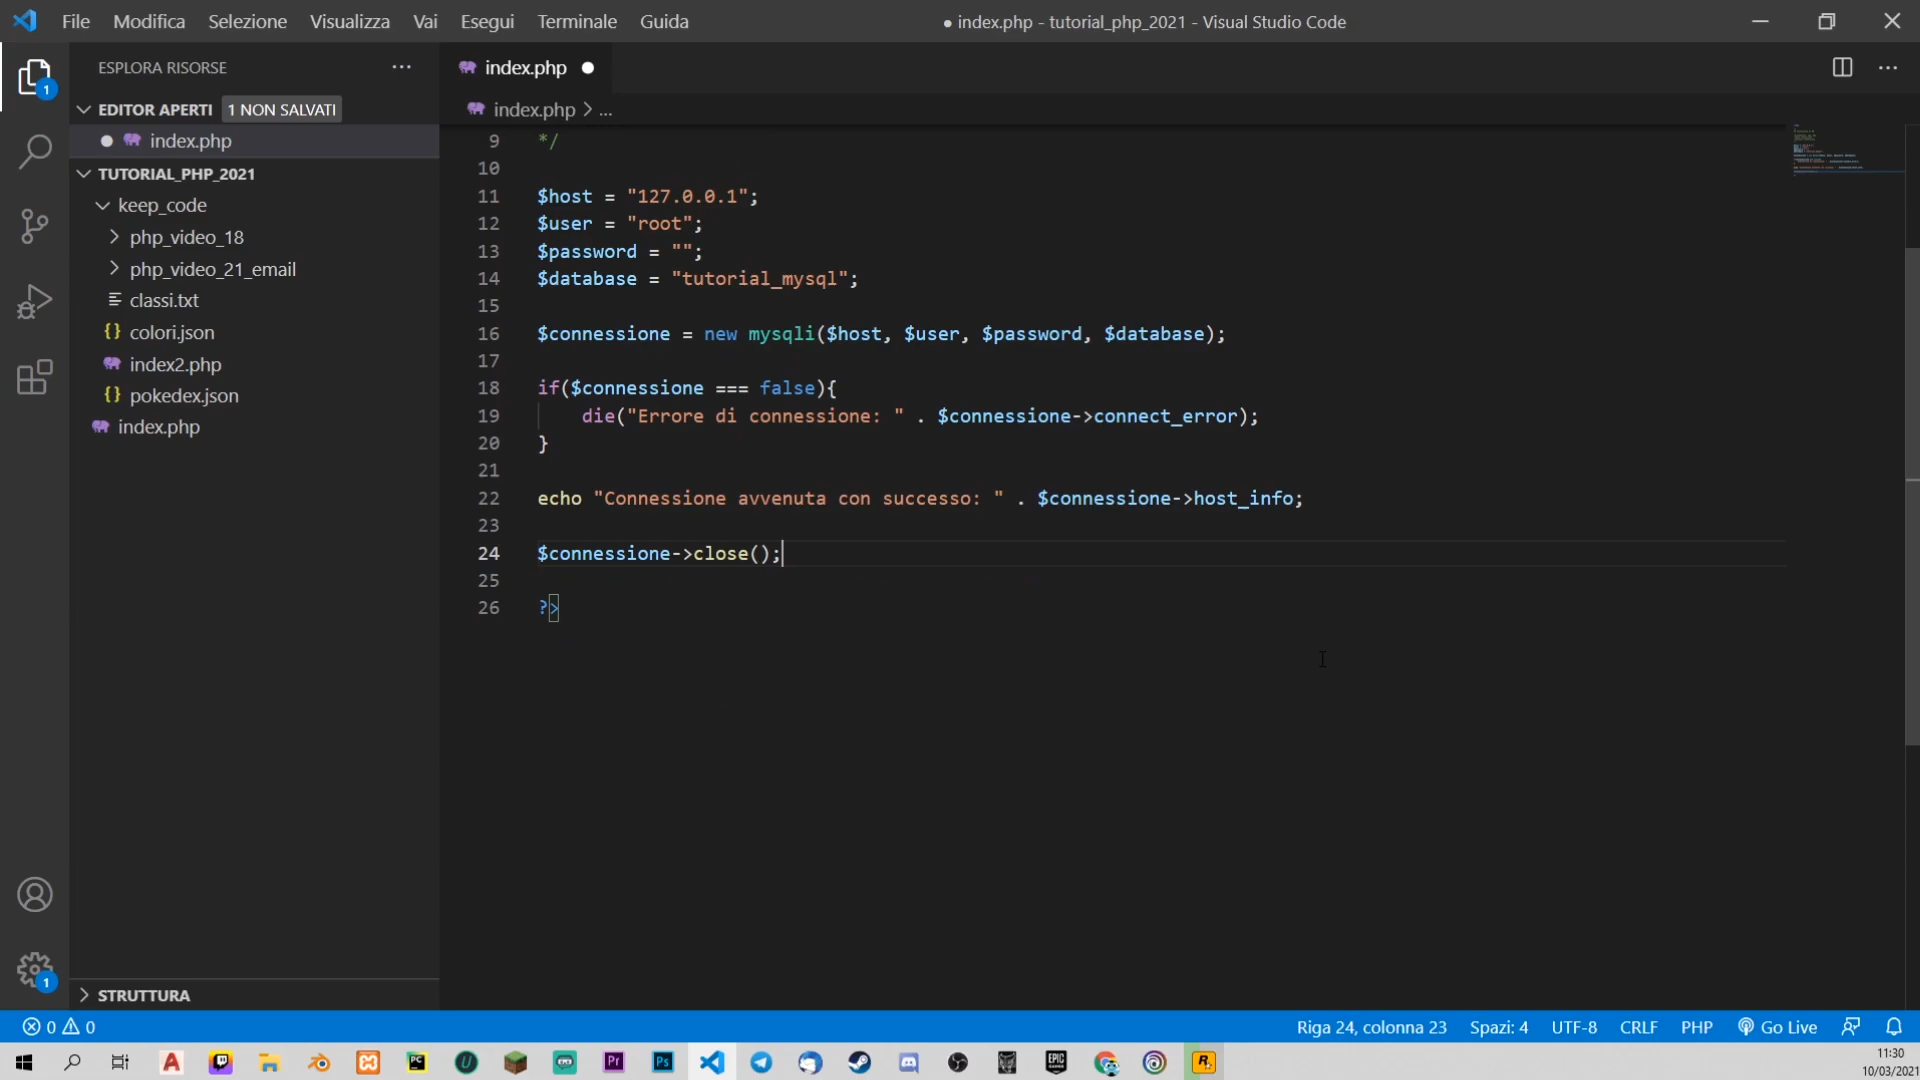 File Modifica Selezione Visualizza Vai Esegui Terminale Guida
● index.php - tutorial_php_2021 - Visual Studio Code
ESPLORA RISORSE
1
EDITOR APERTI 1 NON SALVATI
index.php
TUTORIAL_PHP_2021
keep_code
php_video_18
php_video_21_email
classi.txt
{} colori.json
index2.php
{} pokedex.json
index.php
STRUTTURA
1
index.php
index.php > ...
9 */
10
11 $host = "127.0.0.1";
12 $user = "root";
13 $password = "";
14 $database = "tutorial_mysql";
15
16 $connessione = new mysqli($host, $user, $password, $database);
17
18 if($connessione === false){
19 die("Errore di connessione: " . $connessione->connect_error);
20 }
21
22 echo "Connessione avvenuta con successo: " . $connessione->host_info;
23
24 $connessione->close();
25
26 ?>
0 0
Riga 24, colonna 23 Spazi: 4 UTF-8 CRLF PHP Go Live
Pr Ps
11:30
10/03/2021